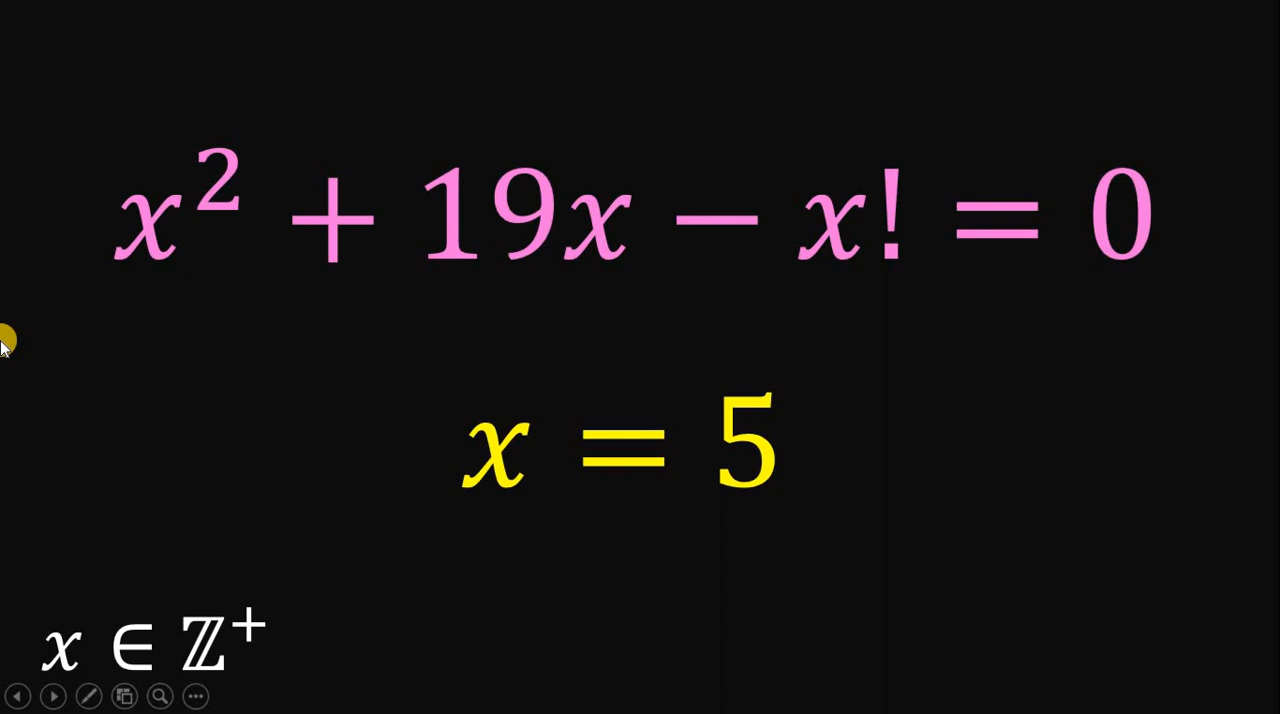 x² + 19x − x! = 0
x = 5
x ∈ ℤ⁺